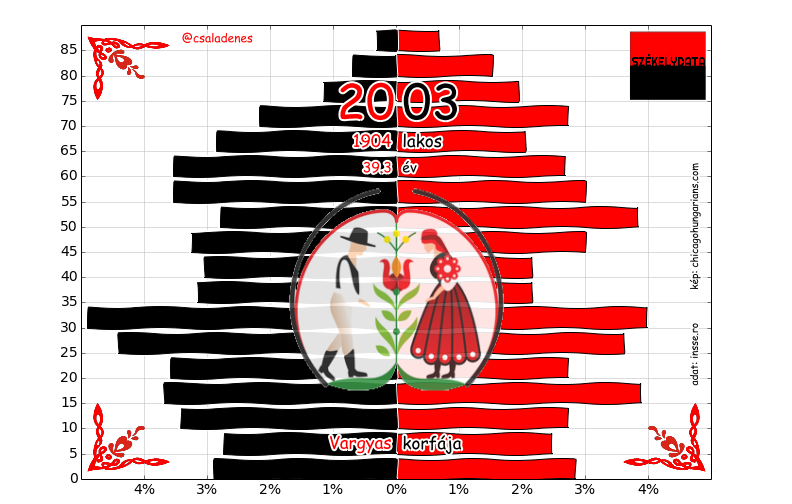 @csaladenes
SZÉKELYDATA
2003
1904 lakos
39.3 év
Vargyas korfája
kép: chicagohungarians.com
adat: insse.ro
85
80
75
70
65
60
55
50
45
40
35
30
25
20
15
10
5
0
4% 3% 2% 1% 0% 1% 2% 3% 4%